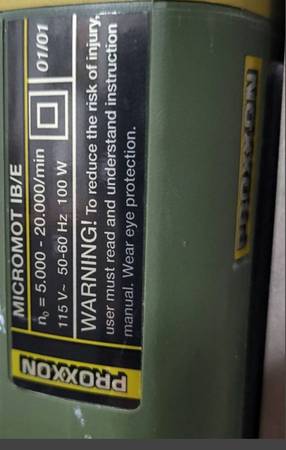 MICROMOT IB/E
n₀ = 5.000 - 20.000/min
115 V~ 50-60 Hz 100 W
01/01
WARNING! To reduce the risk of injury,
user must read and understand instruction
manual. Wear eye protection.
PROXXON
PROXXON